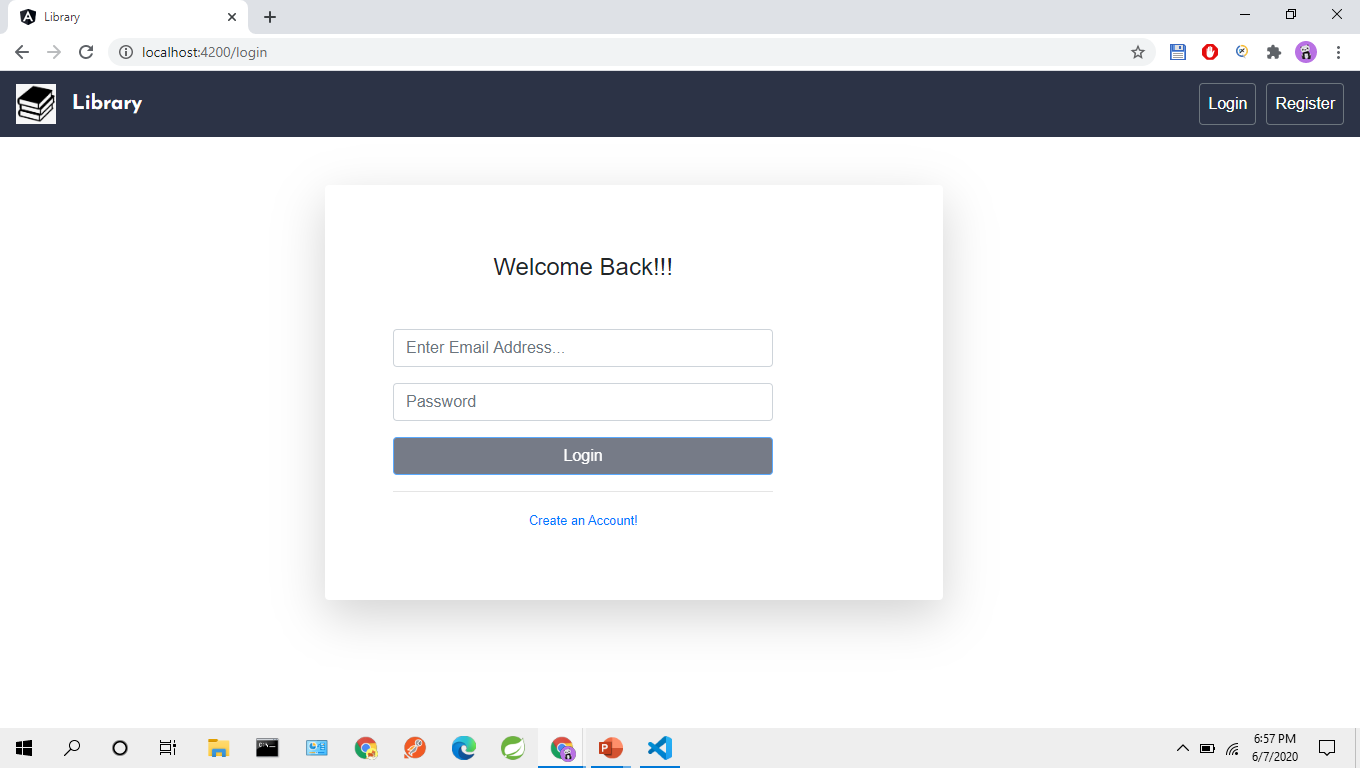 Library
localhost:4200/login
Library
Login
Register
Welcome Back!!!
Enter Email Address...
Password
Login
Create an Account!
6:57 PM
6/7/2020